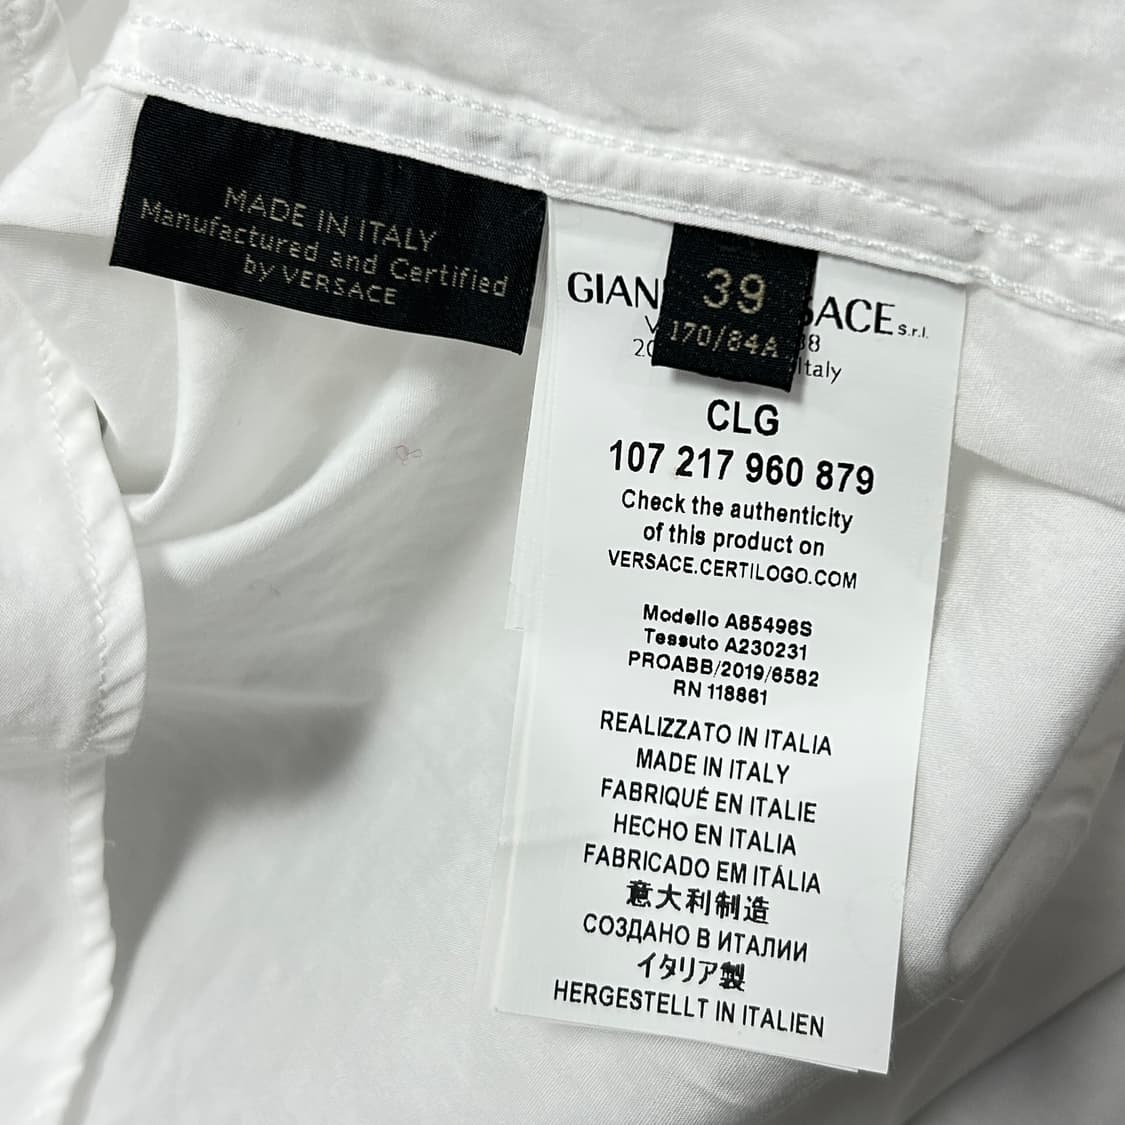 MADE IN ITALY
Manufactured and Certified
by VERSACE
39
170/84A
GIAN SACE S.r.l.
38
Italy
CLG
107 217 960 879
Check the authenticity
of this product on
VERSACE.CERTILOGO.COM
Modello A85496S
Tessuto A230231
PROABB/2019/6582
RN 118861
REALIZZATO IN ITALIA
MADE IN ITALY
FABRIQUÉ EN ITALIE
HECHO EN ITALIA
FABRICADO EM ITÁLIA
意大利制造
СОЗДАНО В ИТАЛИИ
イタリア製
HERGESTELLT IN ITALIEN